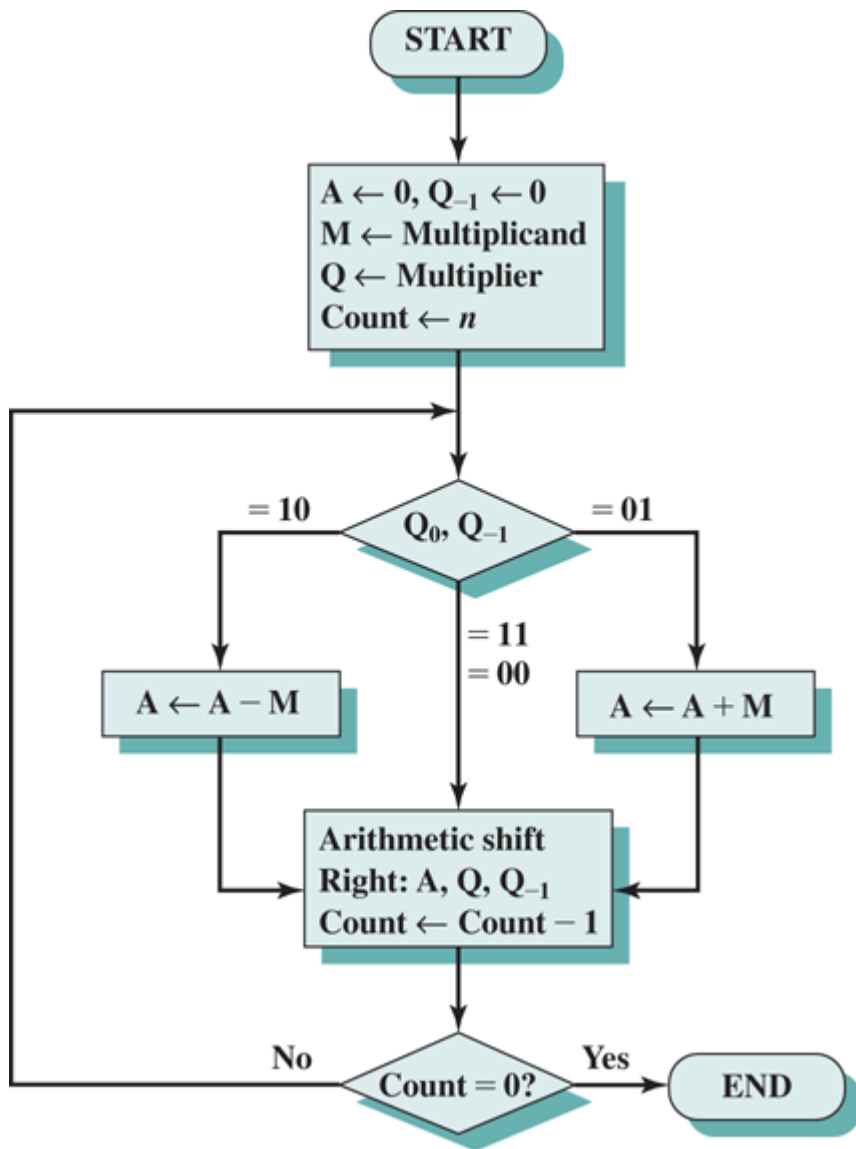 START
A ← 0, Q₋₁ ← 0
M ← Multiplicand
Q ← Multiplier
Count ← n
= 10
Q₀, Q₋₁
= 01
= 11
= 00
A ← A − M
A ← A + M
Arithmetic shift
Right: A, Q, Q₋₁
Count ← Count − 1
No
Count = 0?
Yes
END